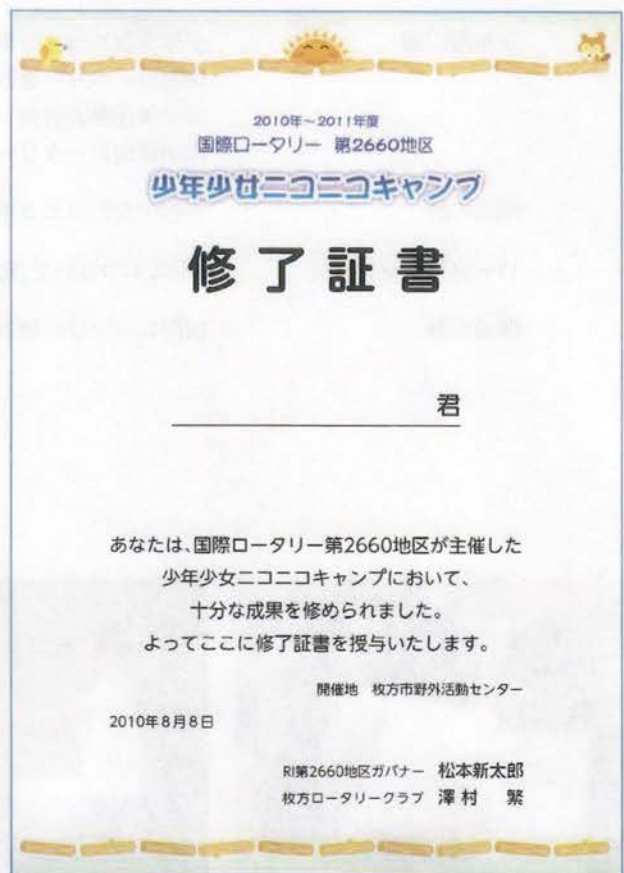 2010年～2011年度
国際ロータリー 第2660地区
少年少女ニコニコキャンプ
修了証書
君
あなたは、国際ロータリー第2660地区が主催した
少年少女ニコニコキャンプにおいて、
十分な成果を修められました。
よってここに修了証書を授与いたします。
開催地 枚方市野外活動センター
2010年8月8日
RI第2660地区ガバナー 松本新太郎
枚方ロータリークラブ 澤村 繁